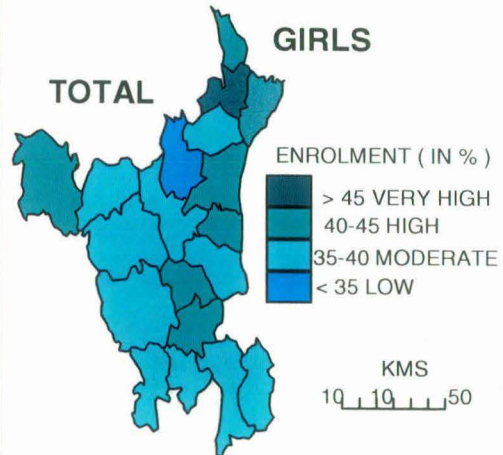 GIRLS
TOTAL
ENROLMENT ( IN % )
> 45 VERY HIGH
40-45 HIGH
35-40 MODERATE
< 35 LOW
KMS
10 10 50